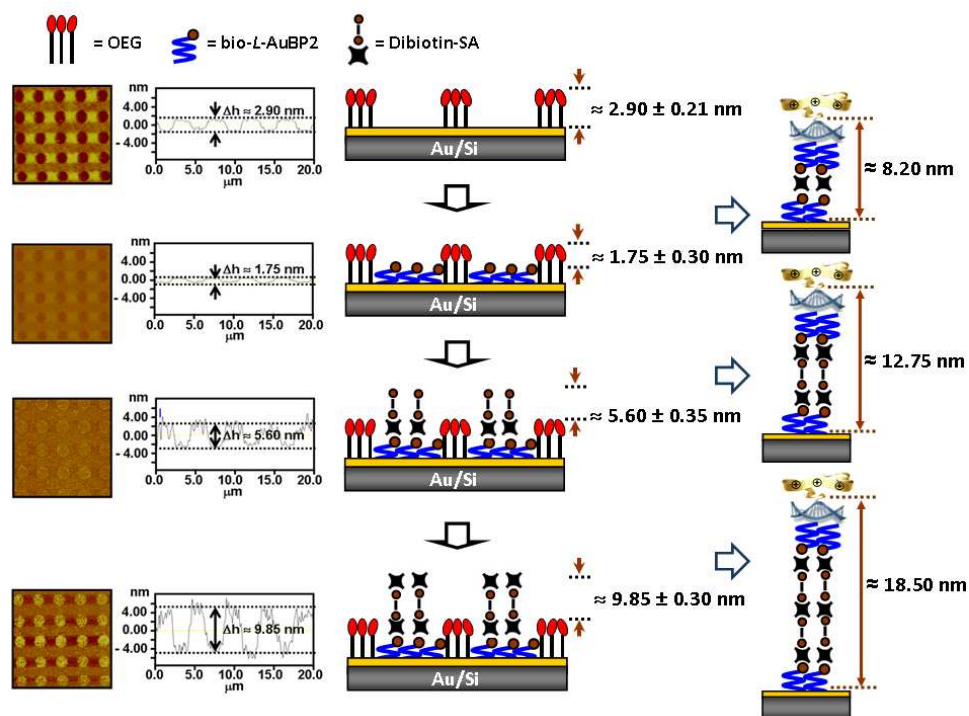 = OEG
= bio-L-AuBP2
= Dibiotin-SA
nm
4.00
0.00
- 4.00
Δh ≈ 2.90 nm
0.0 5.0 10.0 15.0 20.0
μm
Au/Si
≈ 2.90 ± 0.21 nm
≈ 8.20 nm
nm
4.00
0.00
- 4.00
Δh ≈ 1.75 nm
0.0 5.0 10.0 15.0 20.0
μm
Au/Si
≈ 1.75 ± 0.30 nm
≈ 12.75 nm
nm
4.00
0.00
- 4.00
Δh ≈ 5.60 nm
0.0 5.0 10.0 15.0 20.0
μm
Au/Si
≈ 5.60 ± 0.35 nm
≈ 18.50 nm
nm
4.00
0.00
- 4.00
Δh ≈ 9.85 nm
0.0 5.0 10.0 15.0 20.0
μm
Au/Si
≈ 9.85 ± 0.30 nm